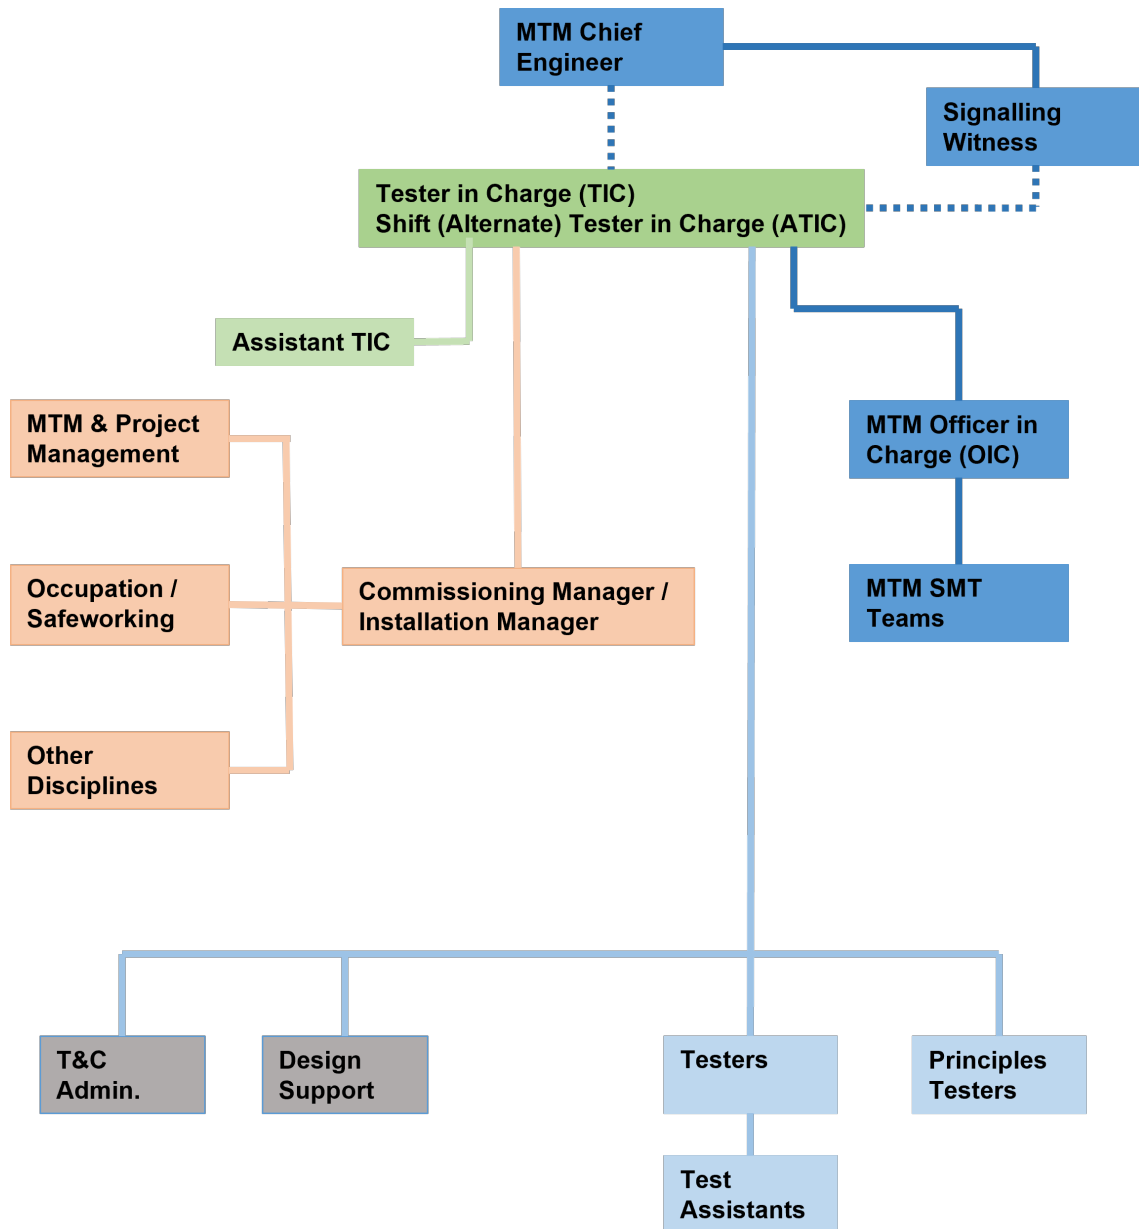 MTM Chief
Engineer
Signalling
Witness
Tester in Charge (TIC)
Shift (Alternate) Tester in Charge (ATIC)
Assistant TIC
MTM & Project
Management
MTM Officer in
Charge (OIC)
Occupation /
Safeworking
Commissioning Manager /
Installation Manager
MTM SMT
Teams
Other
Disciplines
T&C
Admin.
Design
Support
Testers
Principles
Testers
Test
Assistants